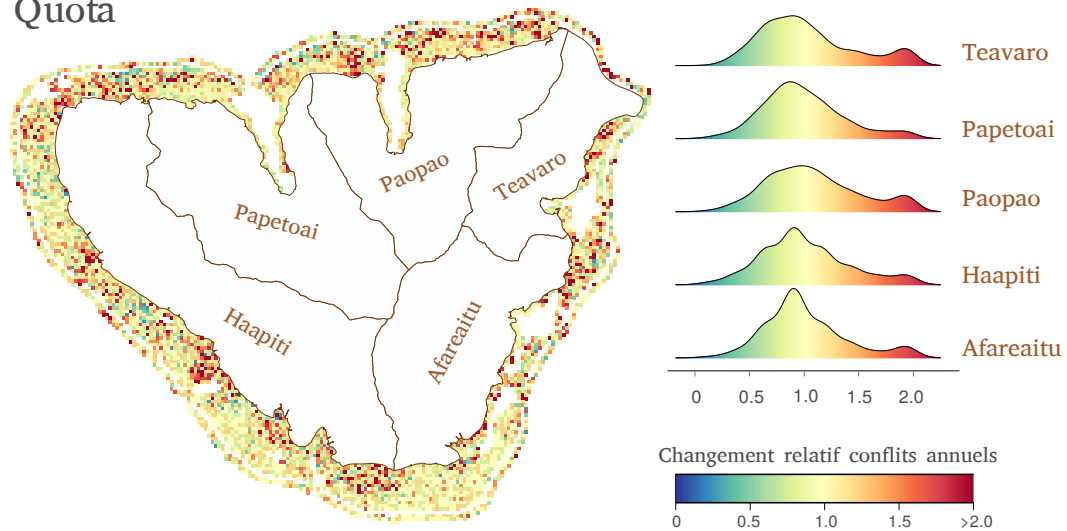 Quota
Paopao
Teavaro
Papetoai
Haapiti
Afareaitu
Teavaro
Papetoai
Paopao
Haapiti
Afareaitu
0 0.5 1.0 1.5 2.0
Changement relatif conflits annuels
0 0.5 1.0 1.5 >2.0